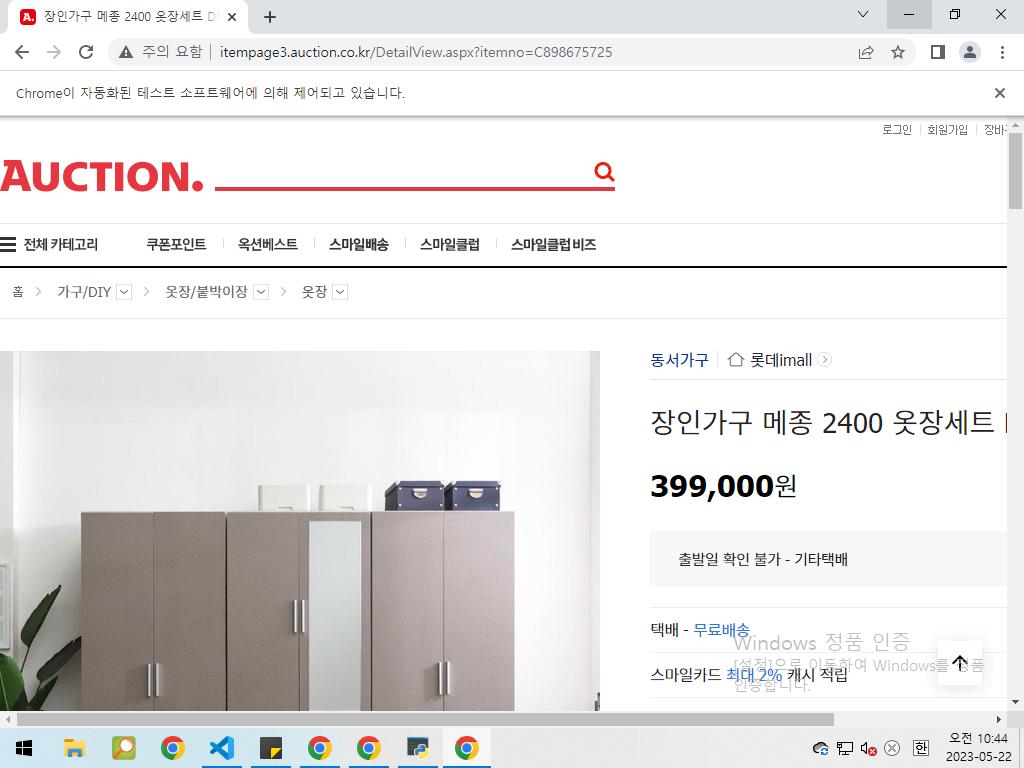 장인가구 메종 2400 옷장세트 D
주의 요함
itempage3.auction.co.kr/DetailView.aspx?itemno=C898675725
Chrome이 자동화된 테스트 소프트웨어에 의해 제어되고 있습니다.
로그인 회원가입 장바구
AUCTION.
전체 카테고리 쿠폰포인트 옥션베스트 스마일배송 스마일클럽 스마일클럽 비즈
홈 가구/DIY 옷장/붙박이장 옷장
동서가구 롯데imall
장인가구 메종 2400 옷장세트
399,000원
출발일 확인 불가 - 기타택배
택배 - 무료배송
Windows 정품 인증
[설정]으로 이동하여 Windows를 정품
인증합니다.
스마일카드 최대 2% 캐시 적립
한
오전 10:44
2023-05-22